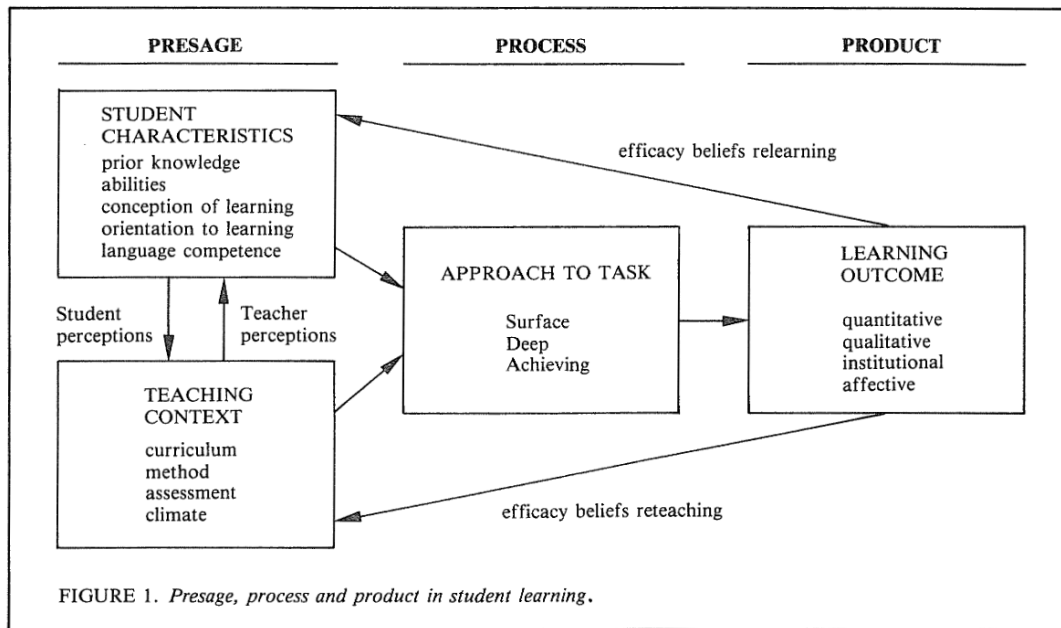 PRESAGE
PROCESS
PRODUCT
STUDENT
CHARACTERISTICS
prior knowledge
abilities
conception of learning
orientation to learning
language competence
efficacy beliefs relearning
Student
perceptions
Teacher
perceptions
APPROACH TO TASK
Surface
Deep
Achieving
LEARNING
OUTCOME
quantitative
qualitative
institutional
affective
TEACHING
CONTEXT
curriculum
method
assessment
climate
efficacy beliefs reteaching
FIGURE 1. Presage, process and product in student learning.